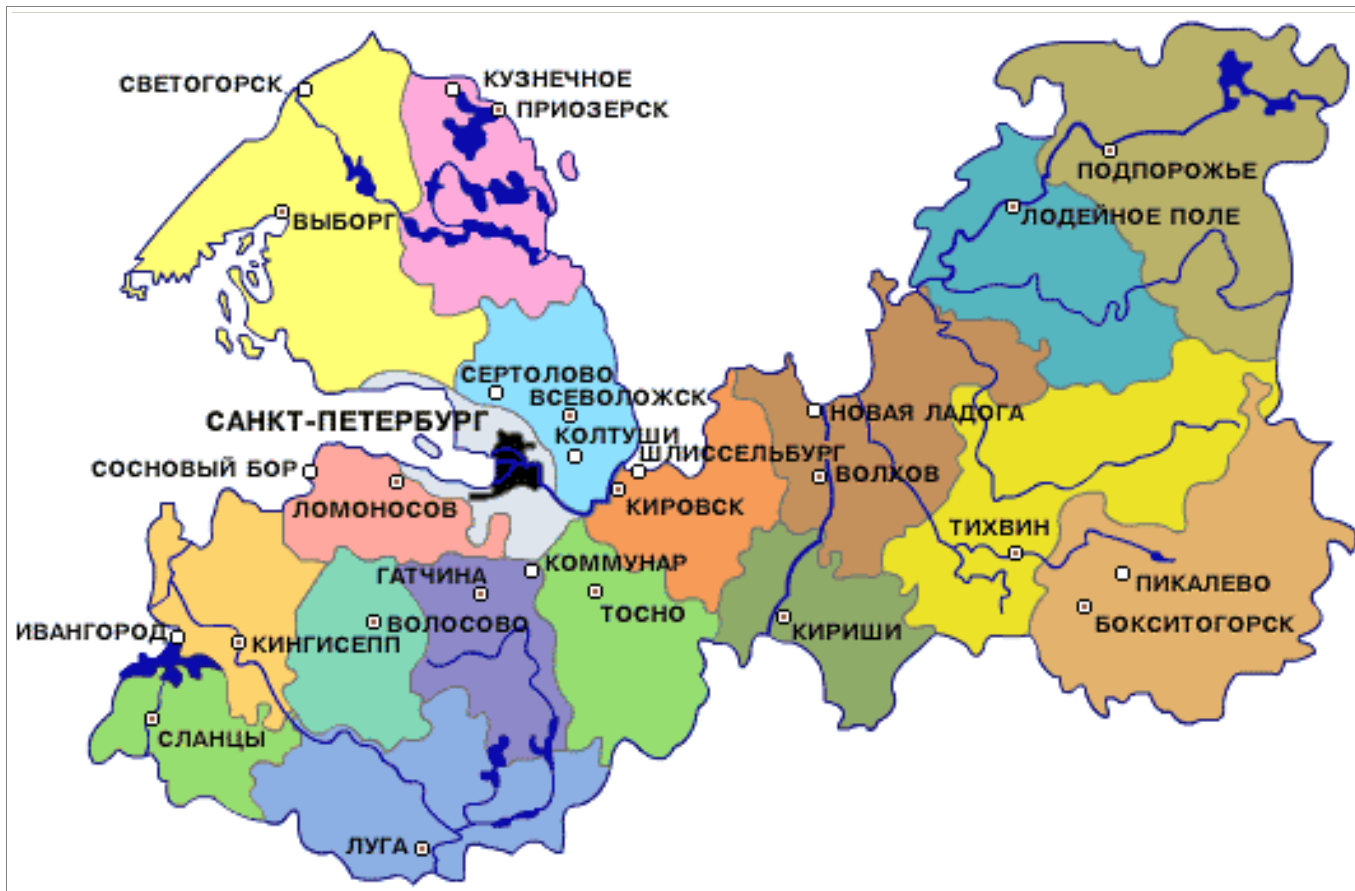 СВЕТОГОРСК
КУЗНЕЧНОЕ
ПРИОЗЕРСК
ПОДПОРОЖЬЕ
ВЫБОРГ
ЛОДЕЙНОЕ ПОЛЕ
СЕРТОЛОВО
ВСЕВОЛОЖСК
САНКТ-ПЕТЕРБУРГ
НОВАЯ ЛАДОГА
КОЛТУШИ
ШЛИССЕЛЬБУРГ
СОСНОВЫЙ БОР
ВОЛХОВ
ЛОМОНОСОВ
КИРОВСК
ТИХВИН
КОММУНАР
ГАТЧИНА
ПИКАЛЕВО
ТОСНО
ВОЛОСОВО
БОКСИТОГОРСК
ИВАНГОРОД
КИРИШИ
КИНГИСЕПП
СЛАНЦЫ
ЛУГА